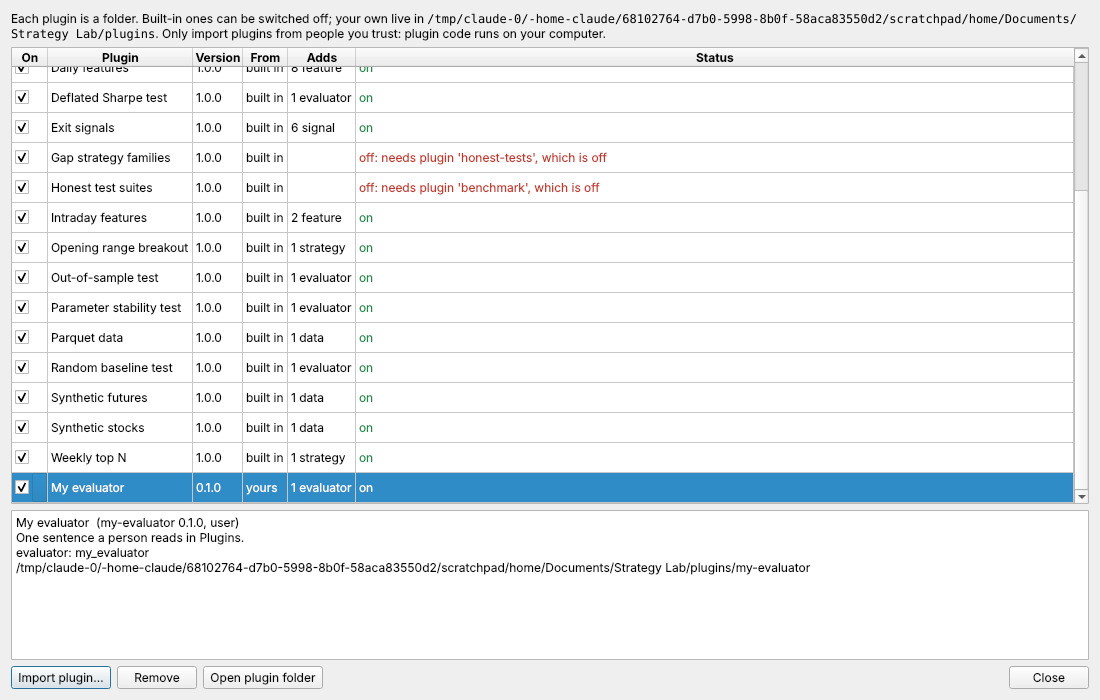 Each plugin is a folder. Built-in ones can be switched off; your own live in /tmp/claude-0/-home-claude/68102764-d7b0-5998-8b0f-58aca83550d2/scratchpad/home/Documents/
Strategy Lab/plugins. Only import plugins from people you trust: plugin code runs on your computer.
On Plugin Version From Adds Status
Daily features 1.0.0 built in 8 feature on
Deflated Sharpe test 1.0.0 built in 1 evaluator on
Exit signals 1.0.0 built in 6 signal on
Gap strategy families 1.0.0 built in off: needs plugin 'honest-tests', which is off
Honest test suites 1.0.0 built in off: needs plugin 'benchmark', which is off
Intraday features 1.0.0 built in 2 feature on
Opening range breakout 1.0.0 built in 1 strategy on
Out-of-sample test 1.0.0 built in 1 evaluator on
Parameter stability test 1.0.0 built in 1 evaluator on
Parquet data 1.0.0 built in 1 data on
Random baseline test 1.0.0 built in 1 evaluator on
Synthetic futures 1.0.0 built in 1 data on
Synthetic stocks 1.0.0 built in 1 data on
Weekly top N 1.0.0 built in 1 strategy on
My evaluator 0.1.0 yours 1 evaluator on
My evaluator (my-evaluator 0.1.0, user)
One sentence a person reads in Plugins.
evaluator: my_evaluator
/tmp/claude-0/-home-claude/68102764-d7b0-5998-8b0f-58aca83550d2/scratchpad/home/Documents/Strategy Lab/plugins/my-evaluator
Import plugin... Remove Open plugin folder Close